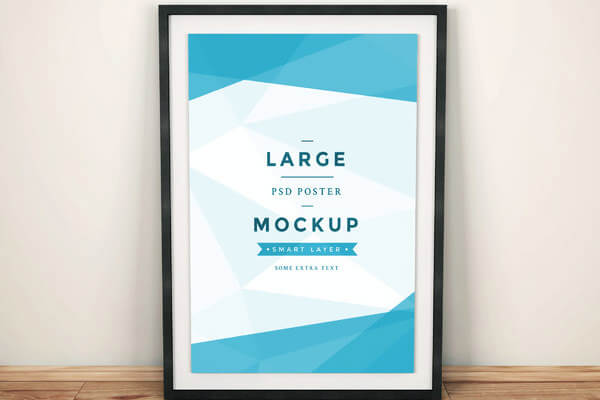 LARGE
PSD POSTER
MOCKUP
SMART LAYER
SOME EXTRA TEXT